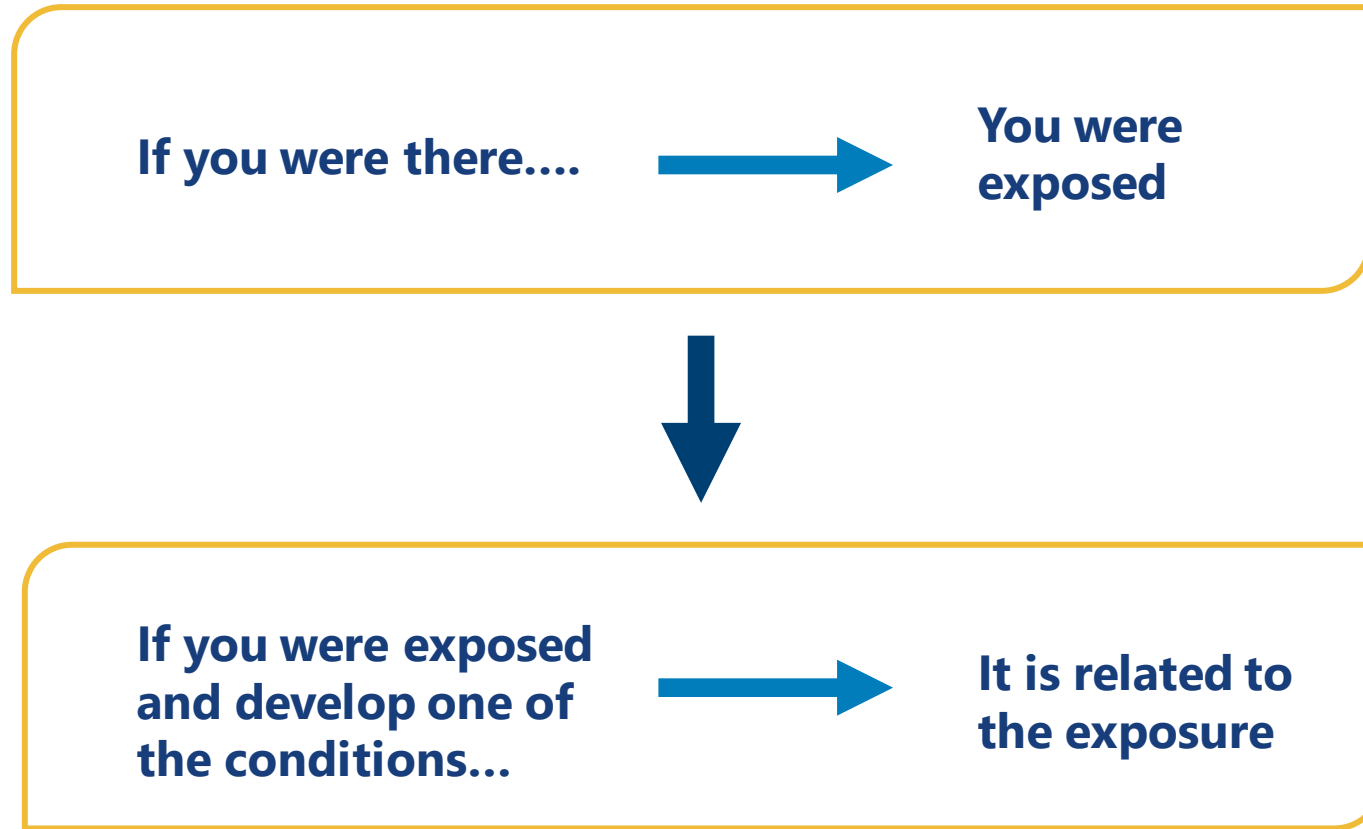 If you were there....
You were
exposed
If you were exposed
and develop one of
the conditions...
It is related to
the exposure